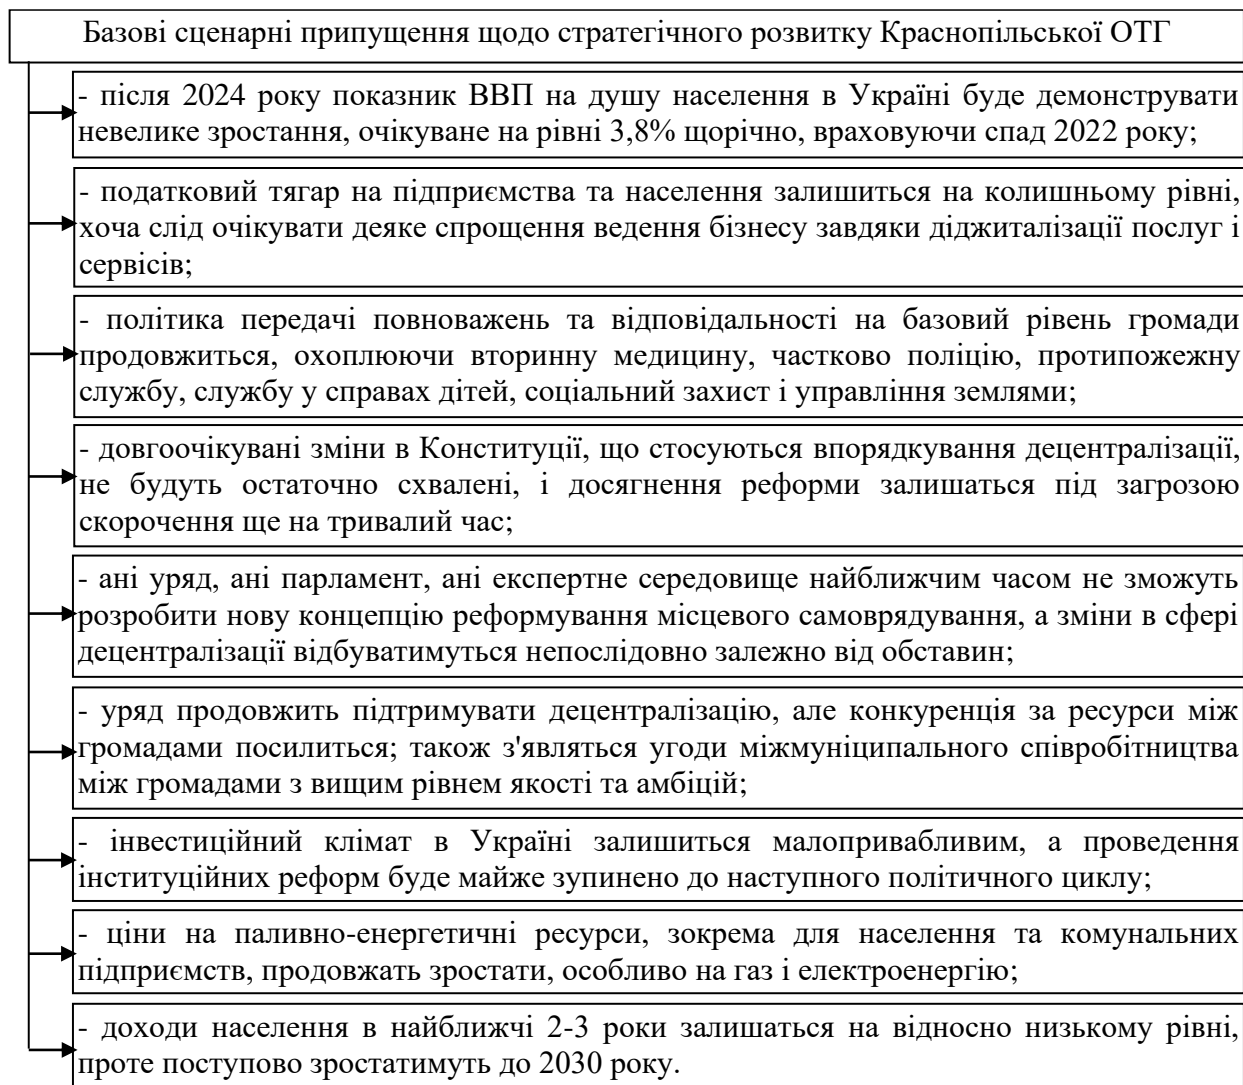 Базові сценарні припущення щодо стратегічного розвитку Краснопільської ОТГ
- після 2024 року показник ВВП на душу населення в Україні буде демонструвати
невелике зростання, очікуване на рівні 3,8% щорічно, враховуючи спад 2022 року;
- податковий тягар на підприємства та населення залишиться на колишньому рівні,
хоча слід очікувати деяке спрощення ведення бізнесу завдяки діджиталізації послуг і
сервісів;
- політика передачі повноважень та відповідальності на базовий рівень громади
продовжиться, охоплюючи вторинну медицину, частково поліцію, протипожежну
службу, службу у справах дітей, соціальний захист і управління землями;
- довгоочікувані зміни в Конституції, що стосуються впорядкування децентралізації,
не будуть остаточно схвалені, і досягнення реформи залишаться під загрозою
скорочення ще на тривалий час;
- ані уряд, ані парламент, ані експертне середовище найближчим часом не зможуть
розробити нову концепцію реформування місцевого самоврядування, а зміни в сфері
децентралізації відбуватимуться непослідовно залежно від обставин;
- уряд продовжить підтримувати децентралізацію, але конкуренція за ресурси між
громадами посилиться; також з'являться угоди міжмуніципального співробітництва
між громадами з вищим рівнем якості та амбіцій;
- інвестиційний клімат в Україні залишиться малопривабливим, а проведення
інституційних реформ буде майже зупинено до наступного політичного циклу;
- ціни на паливно-енергетичні ресурси, зокрема для населення та комунальних
підприємств, продовжать зростати, особливо на газ і електроенергію;
- доходи населення в найближчі 2-3 роки залишаться на відносно низькому рівні,
проте поступово зростатимуть до 2030 року.